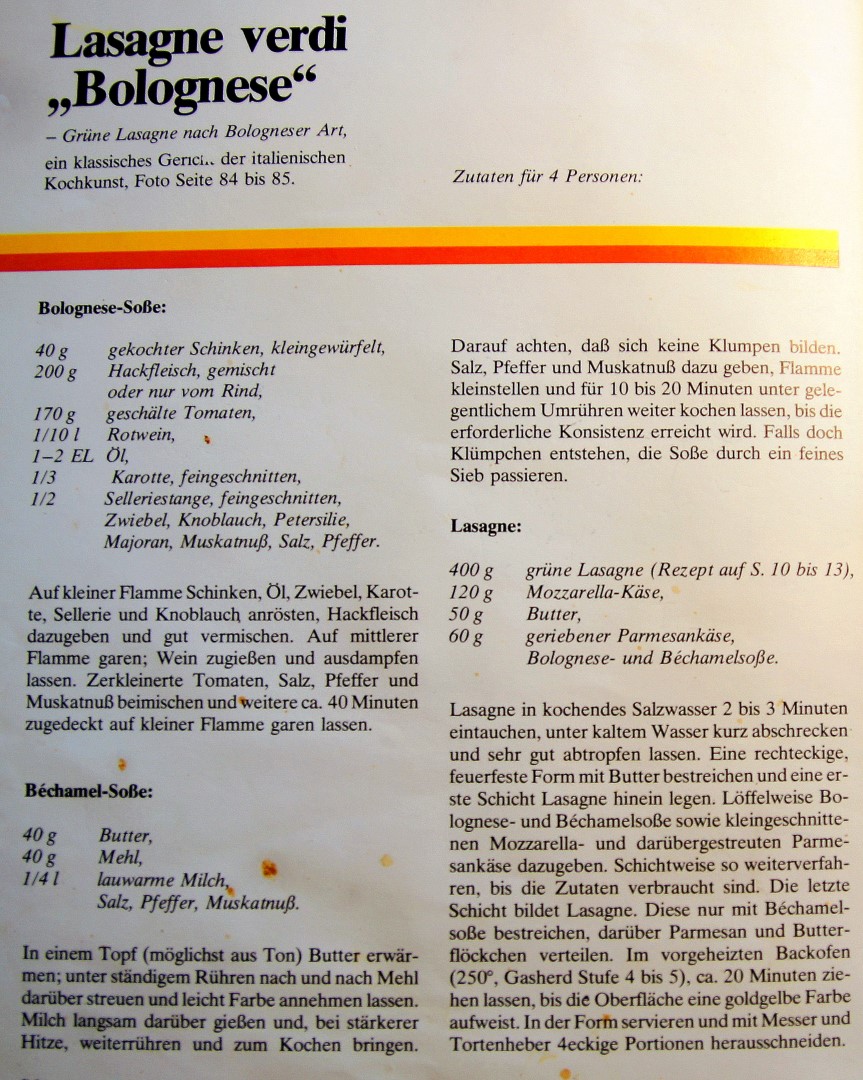 Lasagne verdi
„Bolognese“
– Grüne Lasagne nach Bologneser Art,
ein klassisches der italienischen
Kochkunst, Foto Seite 84 bis 85.
Zutaten für 4 Personen:
Bolognese-Soße:
40 g gekochter Schinken, kleingewürfelt,
200 g Hackfleisch, gemischt
oder nur vom Rind,
170 g geschälte Tomaten,
1/10 l Rotwein,
1–2 EL Öl,
1/3 Karotte, feingeschnitten,
1/2 Selleriestange, feingeschnitten,
Zwiebel, Knoblauch, Petersilie,
Majoran, Muskatnuß, Salz, Pfeffer.
Auf kleiner Flamme Schinken, Öl, Zwiebel, Karot-
te, Sellerie und Knoblauch anrösten, Hackfleisch
dazugeben und gut vermischen. Auf mittlerer
Flamme garen; Wein zugießen und ausdampfen
lassen. Zerkleinerte Tomaten, Salz, Pfeffer und
Muskatnuß beimischen und weitere ca. 40 Minuten
zugedeckt auf kleiner Flamme garen lassen.
Béchamel-Soße:
40 g Butter,
40 g Mehl,
1/4 l lauwarme Milch,
Salz, Pfeffer, Muskatnuß.
In einem Topf (möglichst aus Ton) Butter erwär-
men; unter ständigem Rühren nach und nach Mehl
darüber streuen und leicht Farbe annehmen lassen.
Milch langsam darüber gießen und, bei stärkerer
Hitze, weiterrühren und zum Kochen bringen.
Darauf achten, daß sich keine Klumpen bilden.
Salz, Pfeffer und Muskatnuß dazu geben, Flamme
kleinstellen und für 10 bis 20 Minuten unter gele-
gentlichem Umrühren weiter kochen lassen, bis die
erforderliche Konsistenz erreicht wird. Falls doch
Klümpchen entstehen, die Soße durch ein feines
Sieb passieren.
Lasagne:
400 g grüne Lasagne (Rezept auf S. 10 bis 13),
120 g Mozzarella-Käse,
50 g Butter,
60 g geriebener Parmesankäse,
Bolognese- und Béchamelsoße.
Lasagne in kochendes Salzwasser 2 bis 3 Minuten
eintauchen, unter kaltem Wasser kurz abschrecken
und sehr gut abtropfen lassen. Eine rechteckige,
feuerfeste Form mit Butter bestreichen und eine er-
ste Schicht Lasagne hinein legen. Löffelweise Bo-
lognese- und Béchamelsoße sowie kleingeschnitte-
nen Mozzarella- und darübergestreuten Parme-
sankäse dazugeben. Schichtweise so weiterverfah-
ren, bis die Zutaten verbraucht sind. Die letzte
Schicht bildet Lasagne. Diese nur mit Béchamel-
soße bestreichen, darüber Parmesan und Butter-
flöckchen verteilen. Im vorgeheizten Backofen
(250°, Gasherd Stufe 4 bis 5), ca. 20 Minuten zie-
hen lassen, bis die Oberfläche eine goldgelbe Farbe
aufweist. In der Form servieren und mit Messer und
Tortenheber 4eckige Portionen herausschneiden.